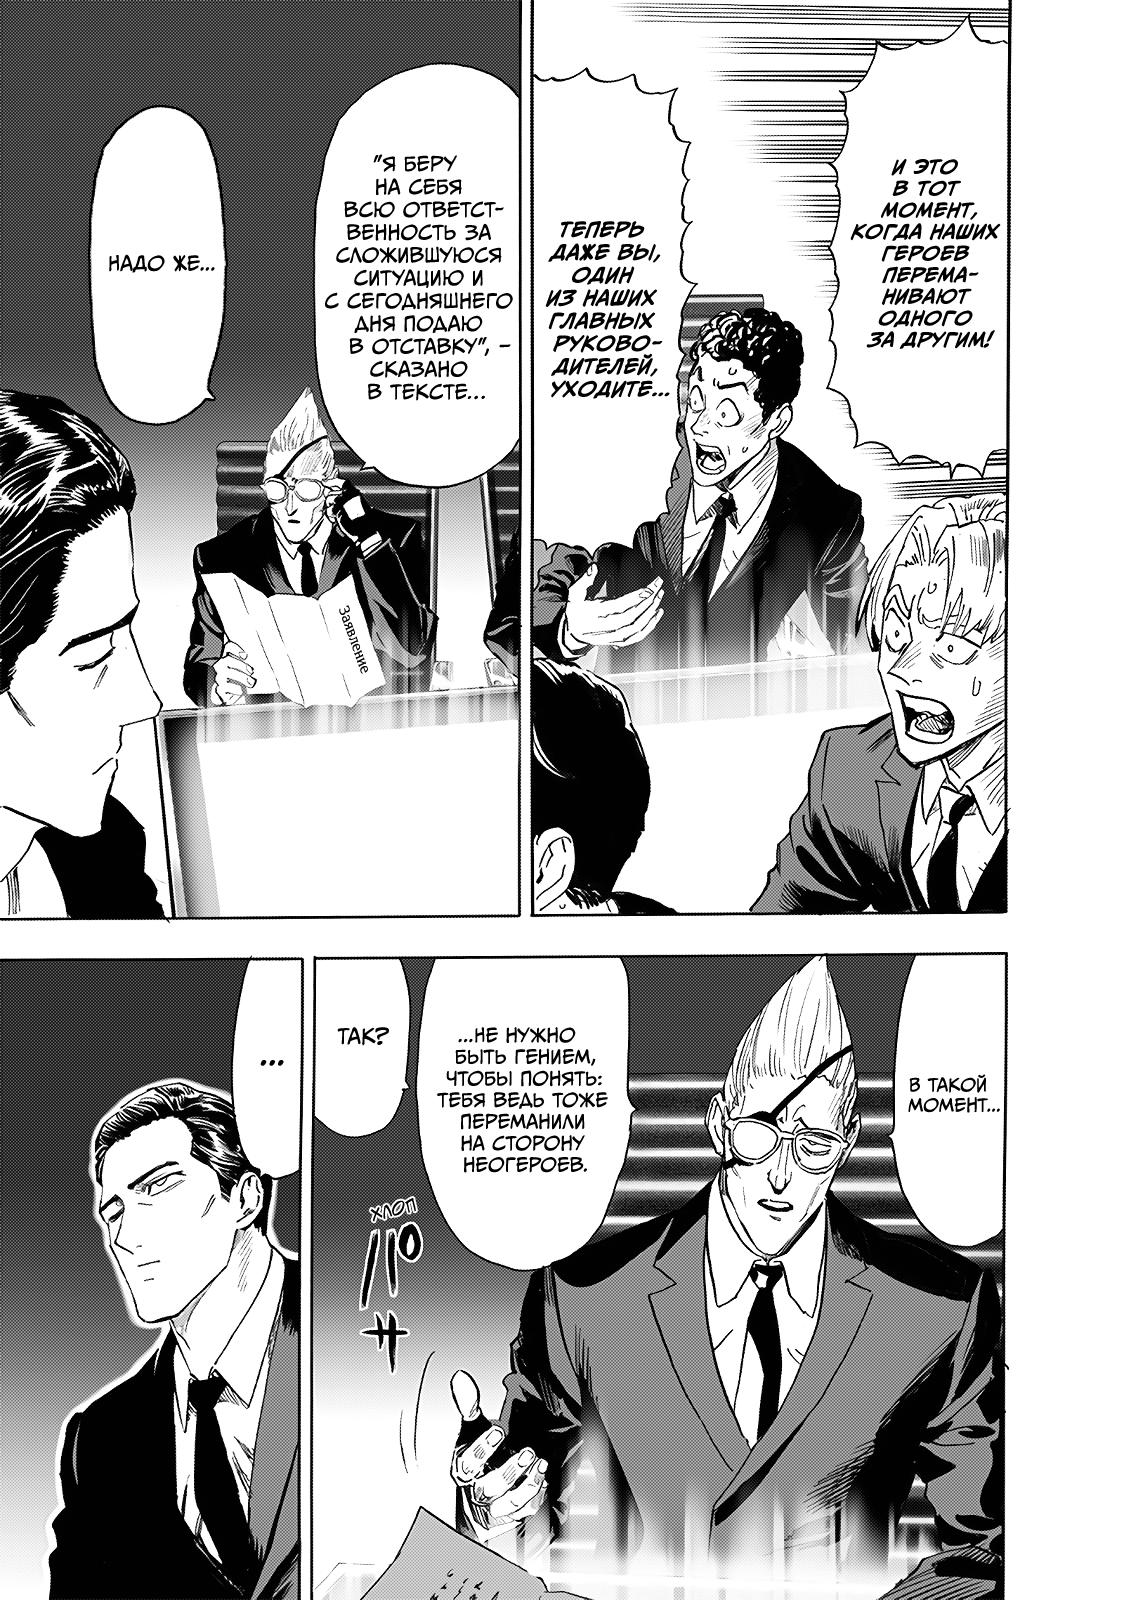 И ЭТО
В ТОТ
МОМЕНТ,
КОГДА НАШИХ
ГЕРОЕВ
ПЕРЕМА-
НИВАЮТ
ОДНОГО
ЗА ДРУГИМ!
ТЕПЕРЬ
ДАЖЕ ВЫ,
ОДИН
ИЗ НАШИХ
ГЛАВНЫХ
РУКОВО-
ДИТЕЛЕЙ,
УХОДИТЕ...
"Я БЕРУ
НА СЕБЯ
ВСЮ ОТВЕТСТ-
ВЕННОСТЬ ЗА
СЛОЖИВШУЮСЯ
СИТУАЦИЮ И
С СЕГОДНЯШНЕГО
ДНЯ ПОДАЮ
В ОТСТАВКУ", –
СКАЗАНО
В ТЕКСТЕ...
Заявление
НАДО ЖЕ...
В ТАКОЙ
МОМЕНТ...
...НЕ НУЖНО
БЫТЬ ГЕНИЕМ,
ЧТОБЫ ПОНЯТЬ:
ТЕБЯ ВЕДЬ ТОЖЕ
ПЕРЕМАНИЛИ
НА СТОРОНУ
НЕОГЕРОЕВ.
ТАК?
ХЛОП
パサ
...